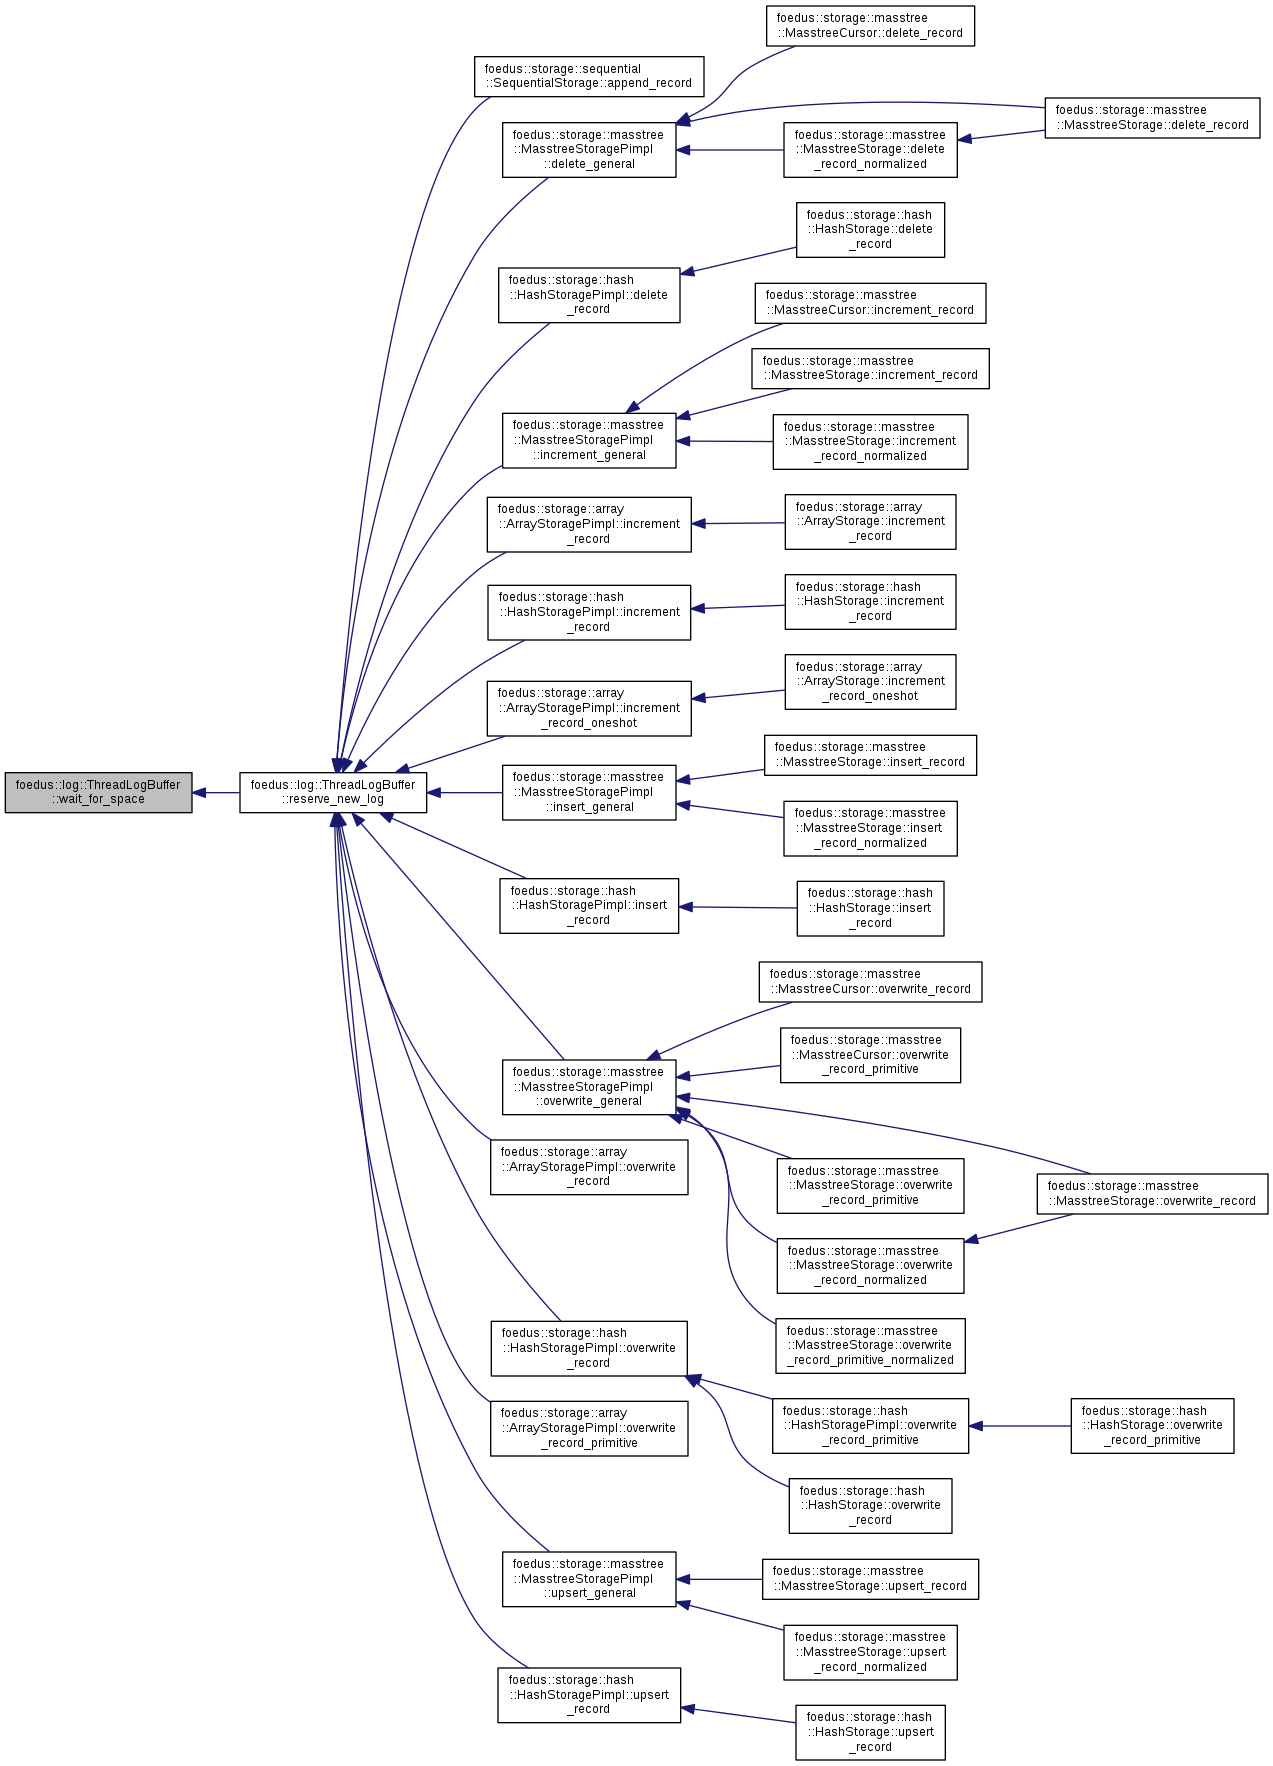 foedus::storage::masstree
::MasstreeCursor::delete_record
foedus::storage::sequential
::SequentialStorage::append_record
foedus::storage::masstree
::MasstreeStorage::delete_record
foedus::storage::masstree
::MasstreeStoragePimpl
::delete_general
foedus::storage::masstree
::MasstreeStorage::delete
_record_normalized
foedus::storage::hash
::HashStorage::delete
_record
foedus::storage::hash
::HashStoragePimpl::delete
_record
foedus::storage::masstree
::MasstreeCursor::increment_record
foedus::storage::masstree
::MasstreeStorage::increment_record
foedus::storage::masstree
::MasstreeStoragePimpl
::increment_general
foedus::storage::masstree
::MasstreeStorage::increment
_record_normalized
foedus::storage::array
::ArrayStoragePimpl::increment
_record
foedus::storage::array
::ArrayStorage::increment
_record
foedus::storage::hash
::HashStoragePimpl::increment
_record
foedus::storage::hash
::HashStorage::increment
_record
foedus::storage::array
::ArrayStoragePimpl::increment
_record_oneshot
foedus::storage::array
::ArrayStorage::increment
_record_oneshot
foedus::log::ThreadLogBuffer
::wait_for_space
foedus::log::ThreadLogBuffer
::reserve_new_log
foedus::storage::masstree
::MasstreeStoragePimpl
::insert_general
foedus::storage::masstree
::MasstreeStorage::insert_record
foedus::storage::masstree
::MasstreeStorage::insert
_record_normalized
foedus::storage::hash
::HashStoragePimpl::insert
_record
foedus::storage::hash
::HashStorage::insert
_record
foedus::storage::masstree
::MasstreeCursor::overwrite_record
foedus::storage::masstree
::MasstreeCursor::overwrite
_record_primitive
foedus::storage::masstree
::MasstreeStoragePimpl
::overwrite_general
foedus::storage::array
::ArrayStoragePimpl::overwrite
_record
foedus::storage::masstree
::MasstreeStorage::overwrite
_record_primitive
foedus::storage::masstree
::MasstreeStorage::overwrite_record
foedus::storage::masstree
::MasstreeStorage::overwrite
_record_normalized
foedus::storage::masstree
::MasstreeStorage::overwrite
_record_primitive_normalized
foedus::storage::hash
::HashStoragePimpl::overwrite
_record
foedus::storage::array
::ArrayStoragePimpl::overwrite
_record_primitive
foedus::storage::hash
::HashStoragePimpl::overwrite
_record_primitive
foedus::storage::hash
::HashStorage::overwrite
_record_primitive
foedus::storage::hash
::HashStorage::overwrite
_record
foedus::storage::masstree
::MasstreeStoragePimpl
::upsert_general
foedus::storage::masstree
::MasstreeStorage::upsert_record
foedus::storage::masstree
::MasstreeStorage::upsert
_record_normalized
foedus::storage::hash
::HashStoragePimpl::upsert
_record
foedus::storage::hash
::HashStorage::upsert
_record